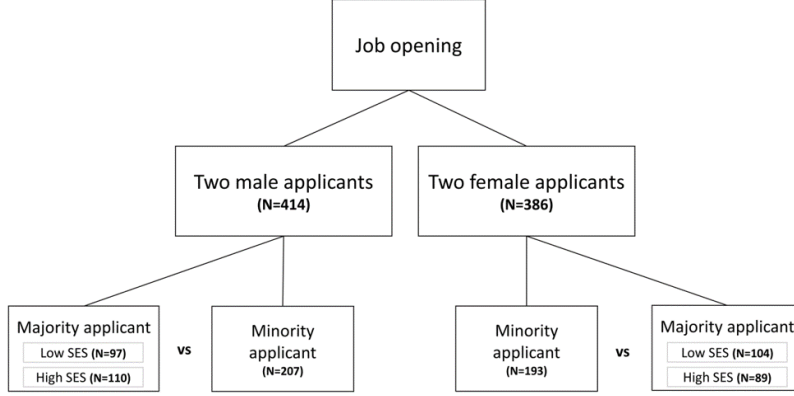 Job opening
Two male applicants
(N=414)
Two female applicants
(N=386)
Majority applicant
Low SES (N=97)
High SES (N=110)
vs
Minority
applicant
(N=207)
Minority
applicant
(N=193)
vs
Majority applicant
Low SES (N=104)
High SES (N=89)